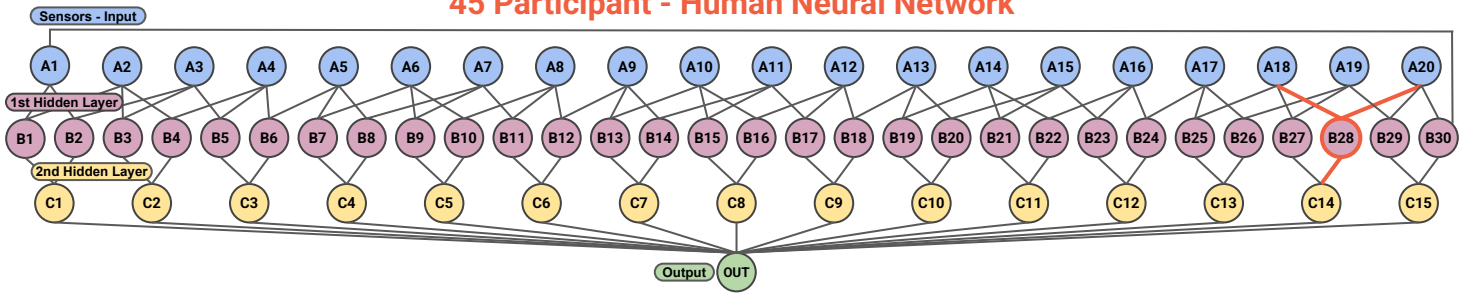 45 Participant - Human Neural Network
Sensors - Input
A1 A2 A3 A4 A5 A6 A7 A8 A9 A10 A11 A12 A13 A14 A15 A16 A17 A18 A19 A20
1st Hidden Layer
B1 B2 B3 B4 B5 B6 B7 B8 B9 B10 B11 B12 B13 B14 B15 B16 B17 B18 B19 B20 B21 B22 B23 B24 B25 B26 B27 B28 B29 B30
2nd Hidden Layer
C1 C2 C3 C4 C5 C6 C7 C8 C9 C10 C11 C12 C13 C14 C15
Output OUT